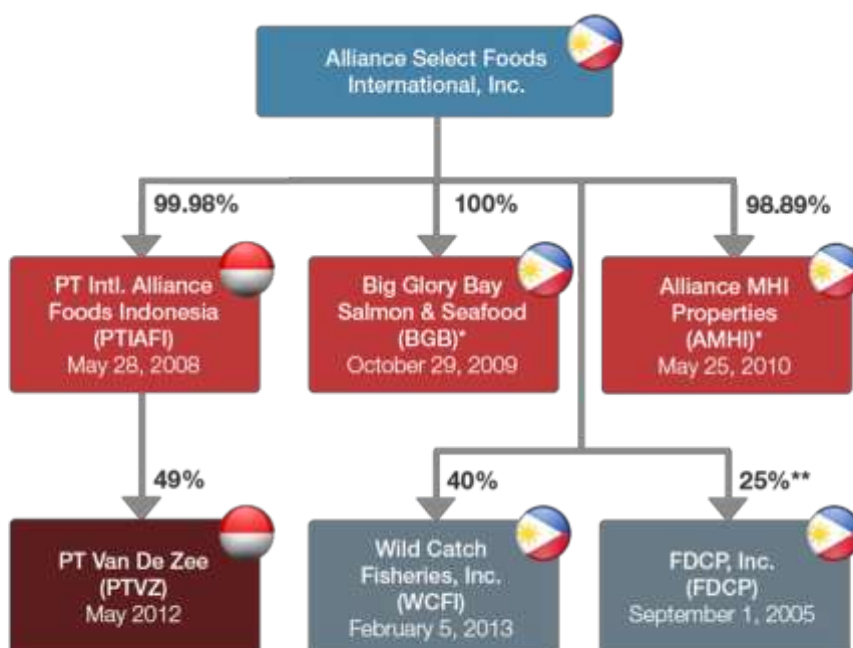 Alliance Select Foods
International, Inc.
99.98%
100%
98.89%
PT Intl. Alliance
Foods Indonesia
(PTIAFI)
May 28, 2008
Big Glory Bay
Salmon & Seafood
(BGB)*
October 29, 2009
Alliance MHI
Properties
(AMHI)*
May 25, 2010
49%
40%
25%**
PT Van De Zee
(PTVZ)
May 2012
Wild Catch
Fisheries, Inc.
(WCFI)
February 5, 2013
FDCP, Inc.
(FDCP)
September 1, 2005